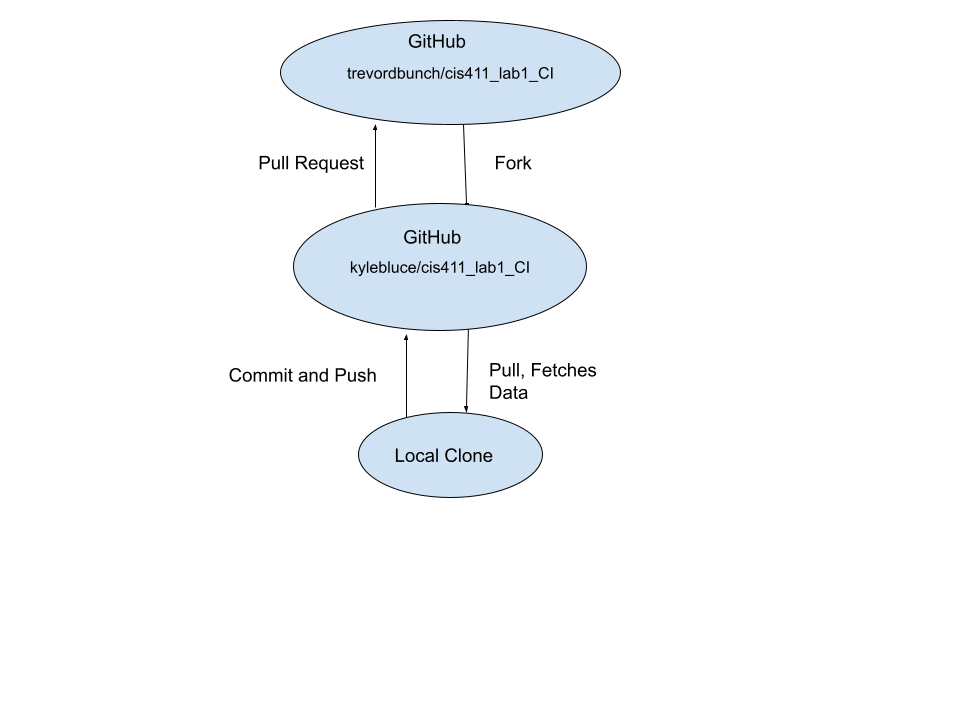 GitHub
trevordbunch/cis411_lab1_CI
Pull Request
Fork
GitHub
kylebluce/cis411_lab1_CI
Commit and Push
Pull, Fetches
Data
Local Clone